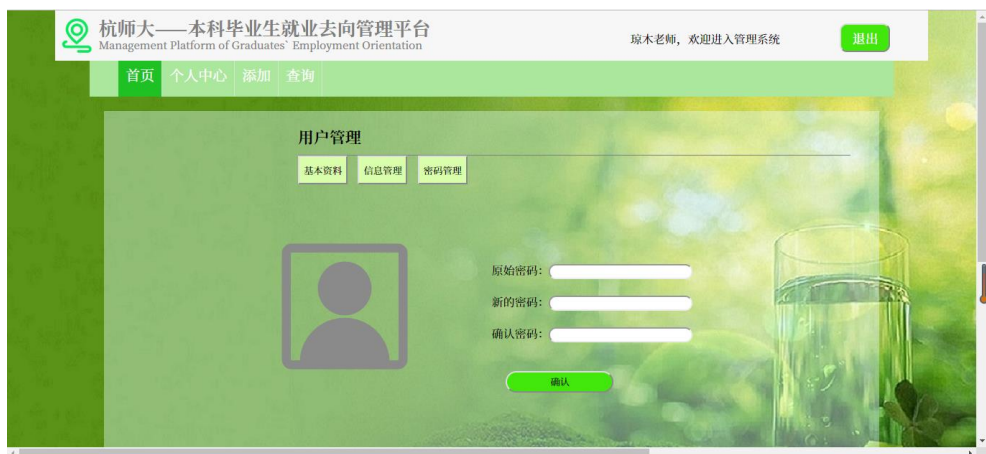 杭师大——本科毕业生就业去向管理平台
Management Platform of Graduates` Employment Orientation
琼木老师，欢迎进入管理系统
退出
首页 个人中心 添加 查询
用户管理
基本资料 信息管理 密码管理
原始密码：
新的密码：
确认密码：
确认